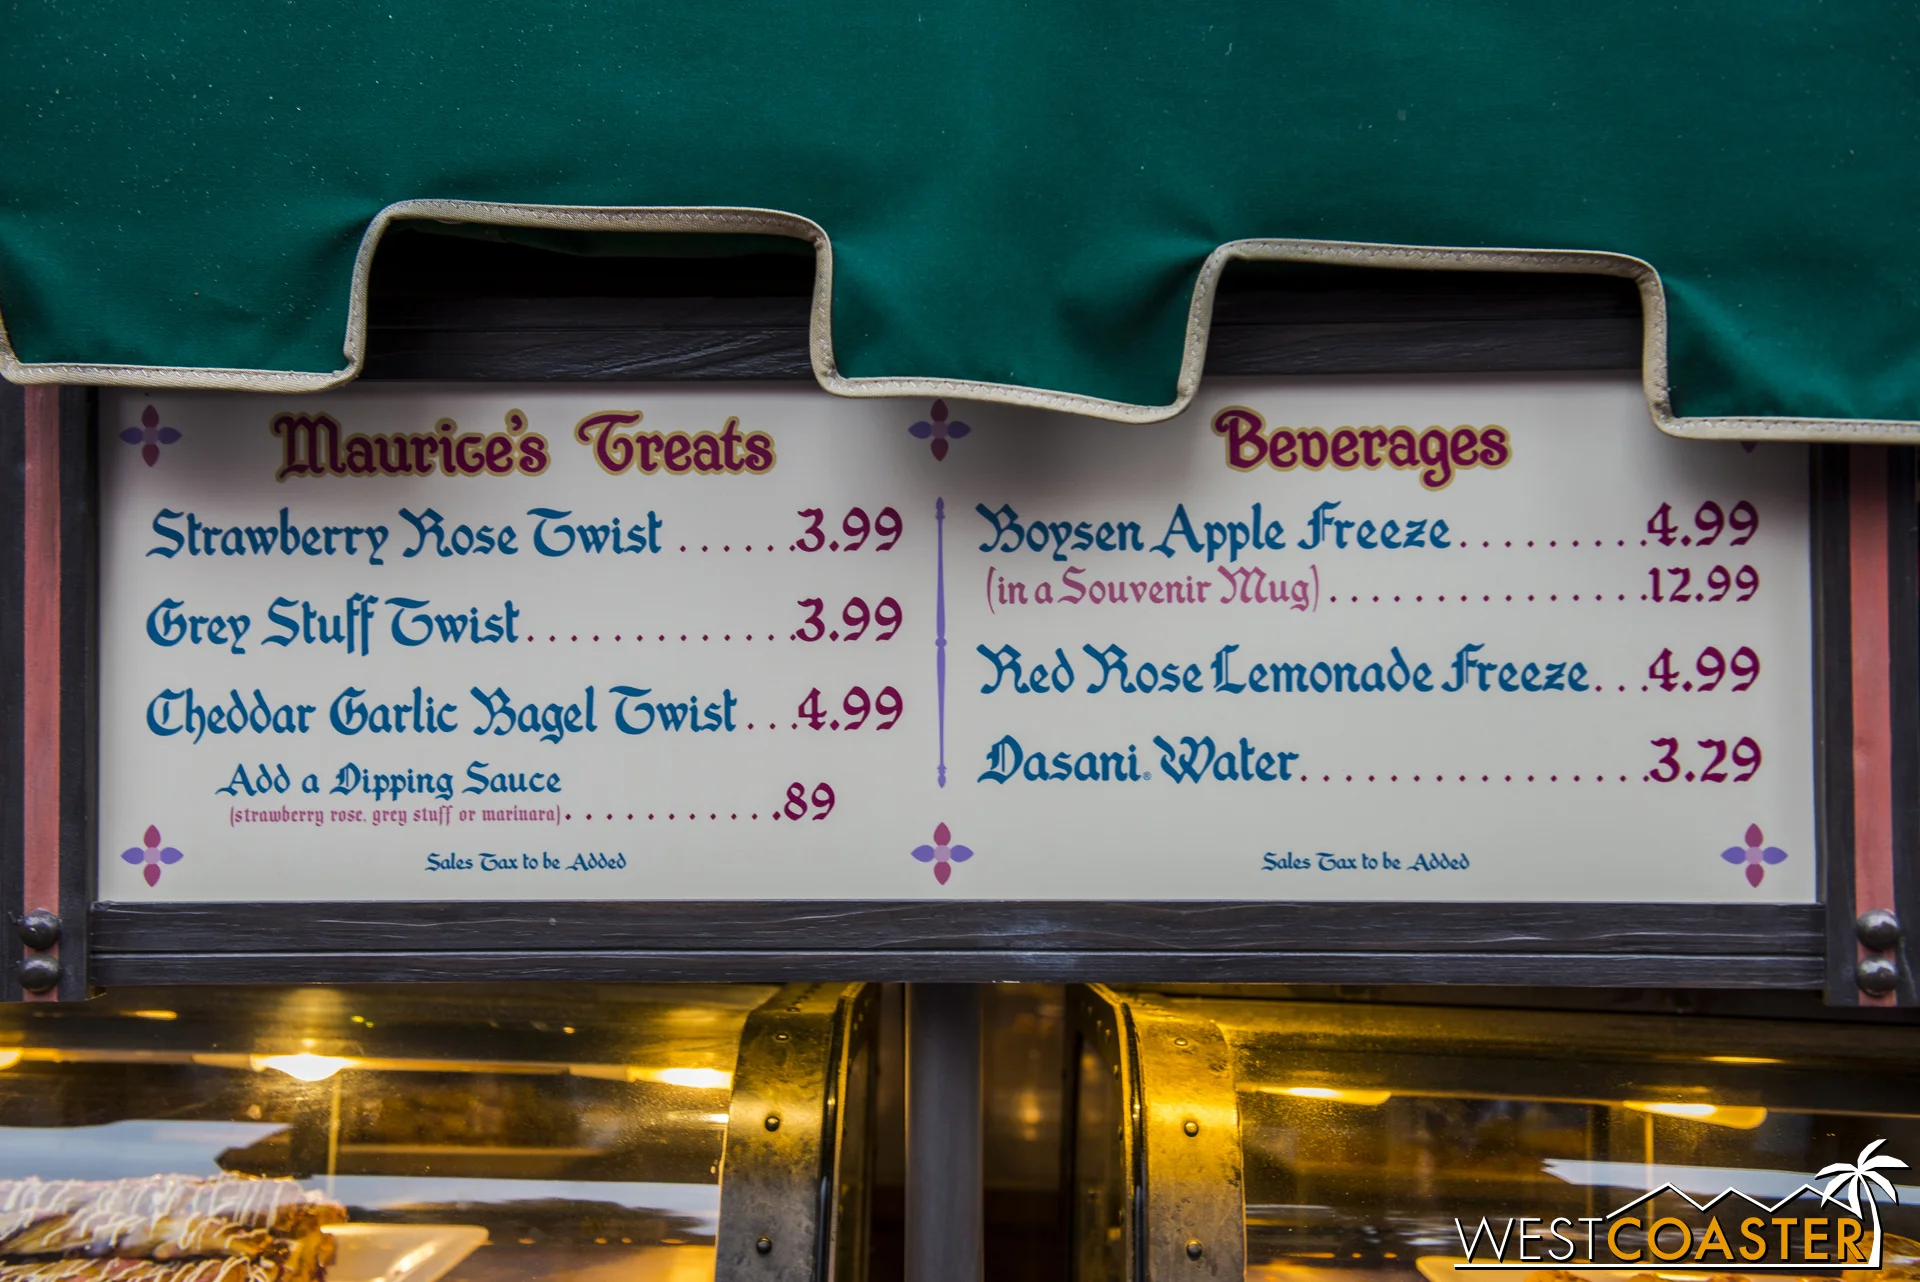 Maurice's Treats
Strawberry Rose Twist ......3.99
Grey Stuff Twist.............3.99
Cheddar Garlic Bagel Twist...4.99
Add a Dipping Sauce
(strawberry rose, grey stuff or marinara)............89
Sales Tax to be Added
Beverages
Boysen Apple Freeze.........4.99
(in a Souvenir Mug)................12.99
Red Rose Lemonade Freeze...4.99
Dasani® Water.................3.29
Sales Tax to be Added
WESTCOASTER